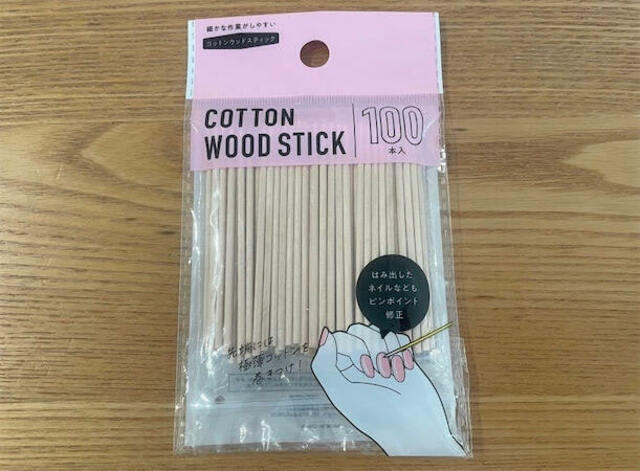 細かな作業がしやすい
コットンウッドスティック
COTTON
WOOD STICK
100
本入
はみ出した
ネイルなども
ピンポイント
修正
先端には
極薄コットンを
巻きつけ!